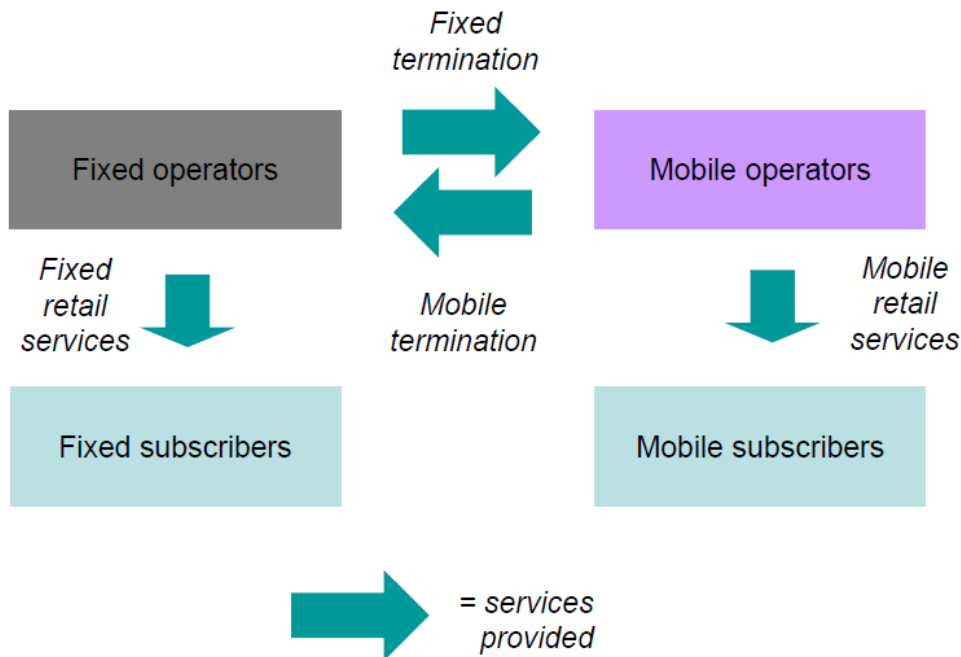 Fixed
termination
Fixed operators
Mobile operators
Fixed
retail
services
Mobile
termination
Mobile
retail
services
Fixed subscribers
Mobile subscribers
= services
provided